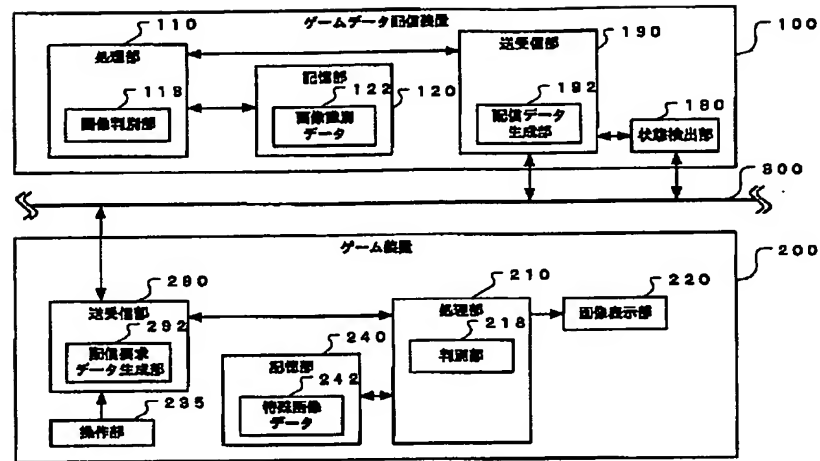 ゲームデータ配信装置
100
110
処理部
118
画像判別部
記憶部
122
120
画像識別
データ
送受信部
190
192
配信データ
生成部
180
状態検出部
800
ゲーム装置
200
290
送受信部
292
配信要求
データ生成部
235
操作部
240
記憶部
242
特殊画像
データ
210
処理部
218
判別部
220
画像表示部